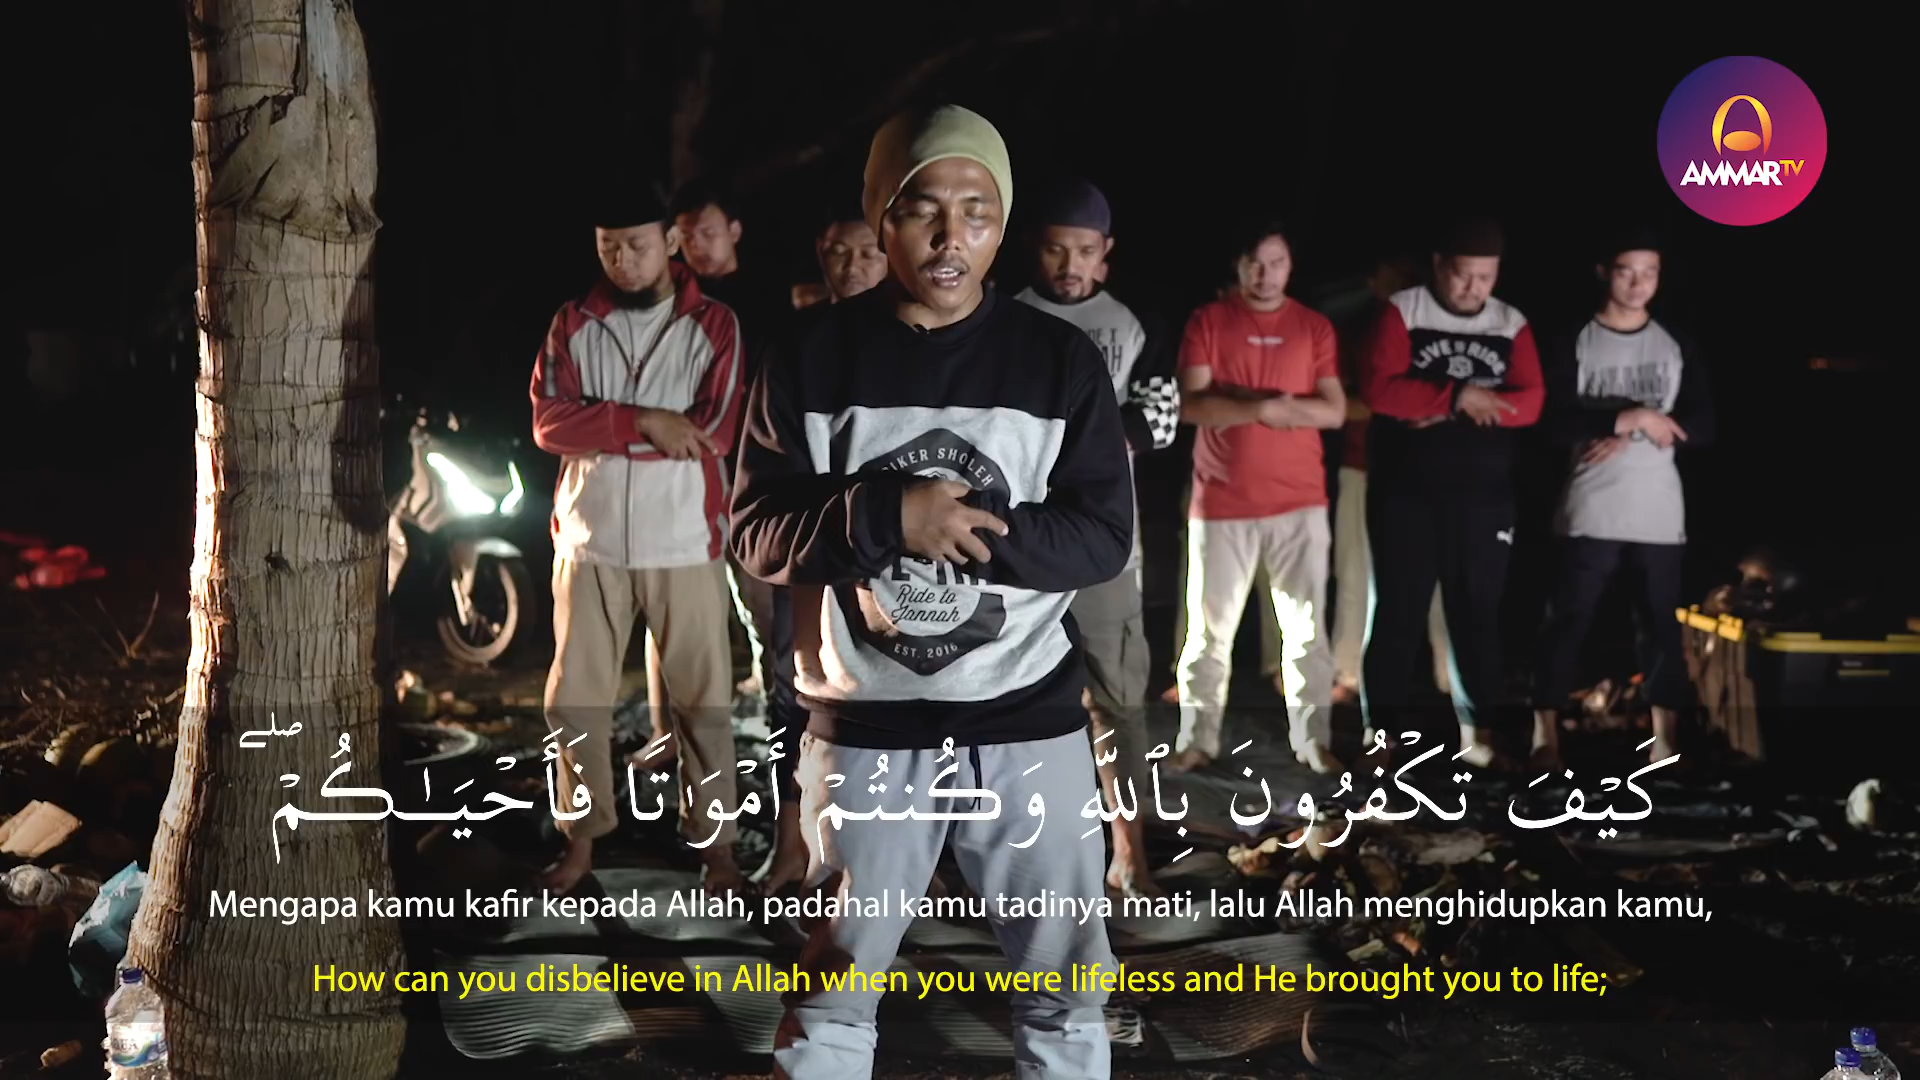 AMMARTV
LIVE to RIDE
BIKER SHOLEH
Ride to
Jannah
EST. 2016
كَيْفَ تَكْفُرُونَ بِٱللَّهِ وَكُنتُمْ أَمْوَٰتًا فَأَحْيَـٰكُمْ ۖ
Mengapa kamu kafir kepada Allah, padahal kamu tadinya mati, lalu Allah menghidupkan kamu,
How can you disbelieve in Allah when you were lifeless and He brought you to life;